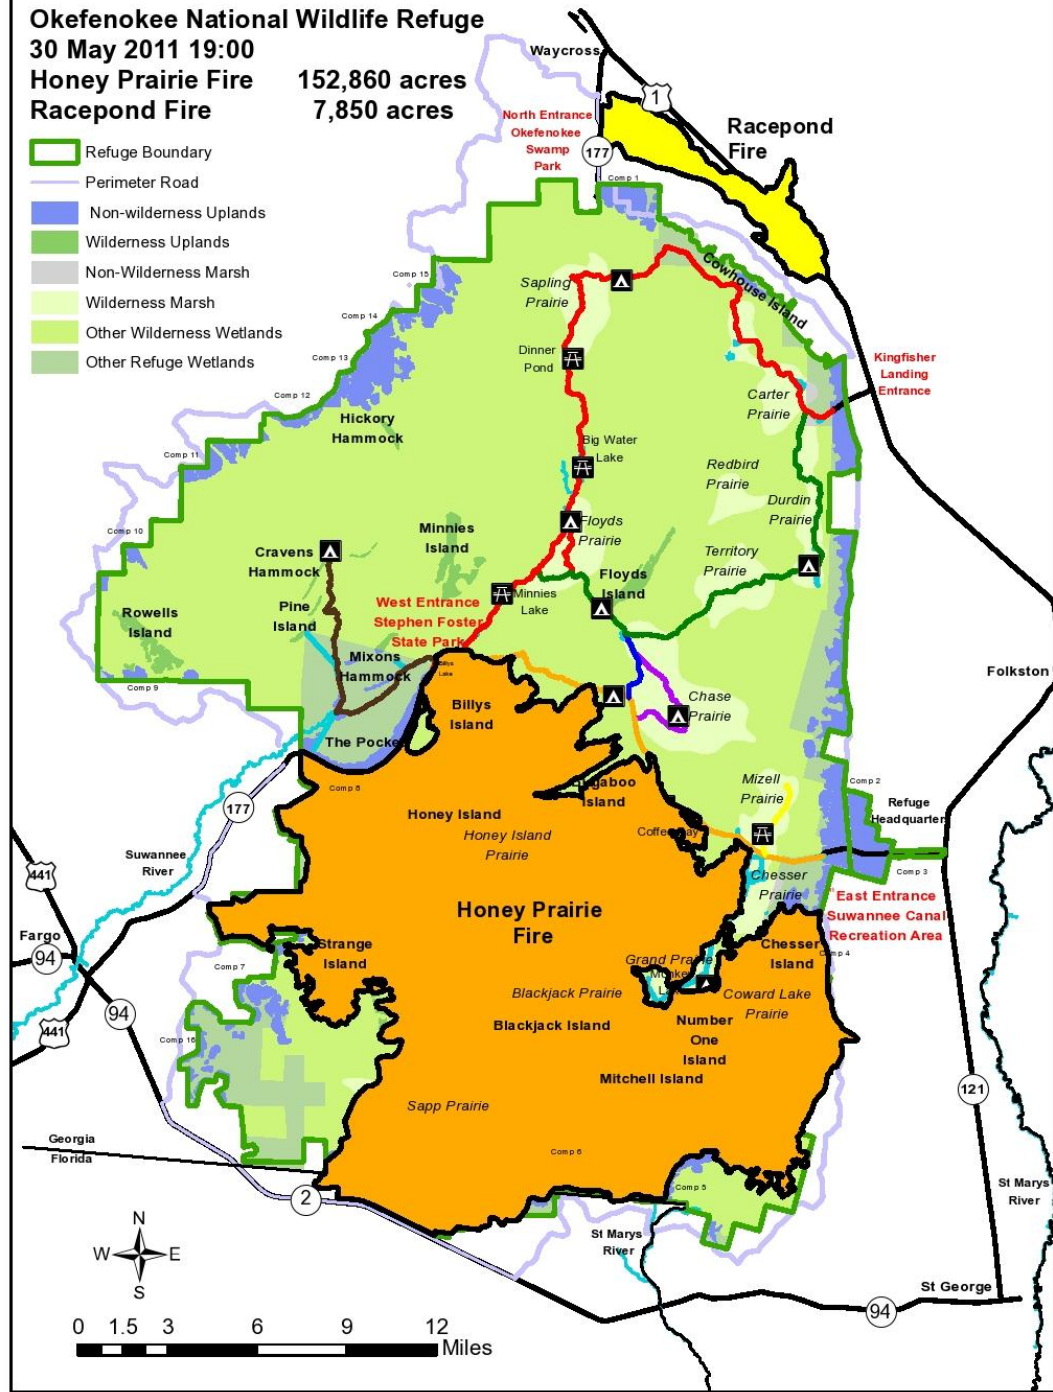 Okefenokee National Wildlife Refuge
30 May 2011 19:00
Honey Prairie Fire 152,860 acres
Racepond Fire 7,850 acres
Refuge Boundary
Perimeter Road
Non-wilderness Uplands
Wilderness Uplands
Non-Wilderness Marsh
Wilderness Marsh
Other Wilderness Wetlands
Other Refuge Wetlands
Waycross
1
North Entrance
Okefenokee
Swamp
Park
177
Racepond
Fire
Comp 1
Cowhouse Island
Comp 15
Sapling
Prairie
Comp 14
Comp 13
Dinner
Pond
Kingfisher
Landing
Entrance
Comp 12
Carter
Prairie
Hickory
Hammock
Big Water
Lake
Comp 11
Redbird
Prairie
Durdin
Prairie
Comp 10
Minnies
Island
Floyds
Prairie
Cravens
Hammock
Territory
Prairie
Floyds
Island
Minnies
Lake
Rowells
Island
Pine
Island
West Entrance
Stephen Foster
State Park
Mixons
Hammock
Billys
Lake
Folkston
Comp 9
Billys
Island
Chase
Prairie
The Pocket
Comp 8
Mizell
Prairie
Comp 2
Island
177
Honey Island
Honey Island
Prairie
Refuge
Headquarters
Suwannee
River
441
Chesser
Prairie
Comp 3
East Entrance
Suwannee Canal
Recreation Area
Honey Prairie
Fire
Fargo
94
Strange
Island
Chesser
Island
Comp 4
Grand Prairie
Comp 7
Blackjack Prairie
Coward Lake
Prairie
94
441
Blackjack Island
Number
One
Island
Comp 16
Mitchell Island
121
Sapp Prairie
Georgia
Florida
Comp 6
Comp 5
2
St Marys
River
St Marys
River
N
W E
S
St George
94
0 1.5 3 6 9 12
Miles